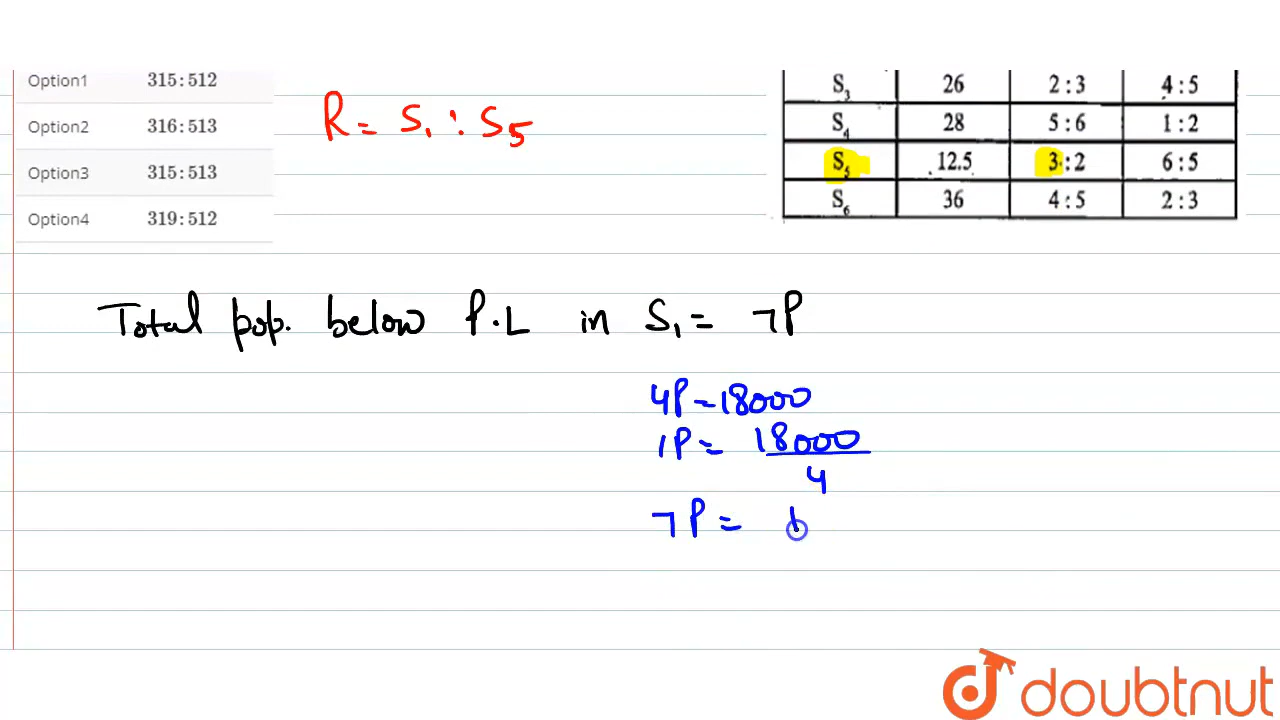 Option1 315:512
Option2 316:513
Option3 315:513
Option4 319:512
R = S₁ : S₅
S₃ 26 2:3 4:5
S₄ 28 5:6 1:2
S₅ 12.5 3:2 6:5
S₆ 36 4:5 2:3
Total pop. below P.L in S₁ = 7P
4P = 18000
1P = 18000/4
7P = 1
doubtnut